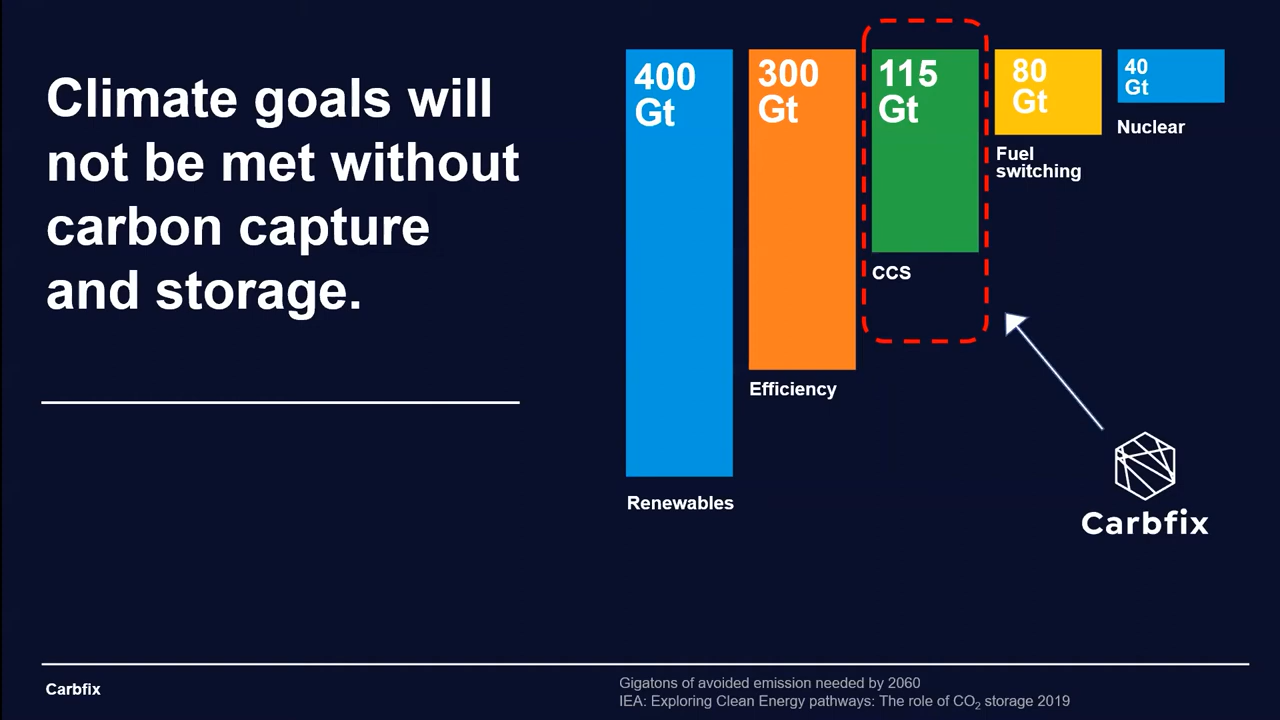 Climate goals will
not be met without
carbon capture
and storage.
400
Gt
Renewables
300
Gt
Efficiency
115
Gt
CCS
80
Gt
Fuel
switching
40
Gt
Nuclear
Carbfix
Carbfix
Gigatons of avoided emission needed by 2060
IEA: Exploring Clean Energy pathways: The role of CO₂ storage 2019